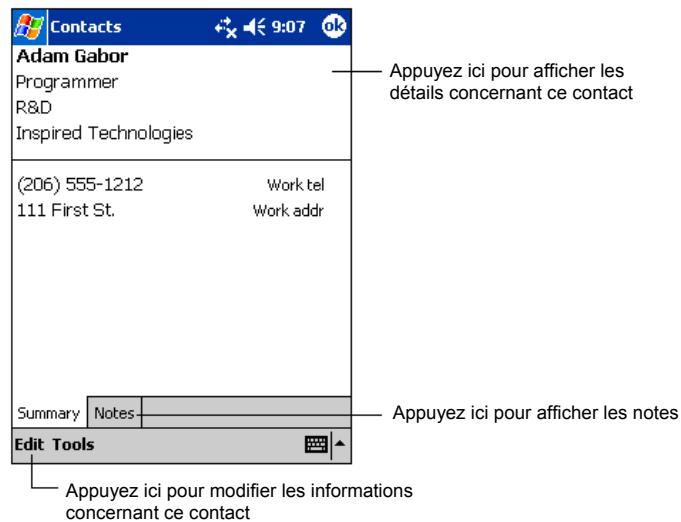 Contacts 9:07 ok
Adam Gabor
Programmer
R&D
Inspired Technologies
Appuyez ici pour afficher les
détails concernant ce contact
(206) 555-1212 Work tel
111 First St. Work addr
Summary Notes
Appuyez ici pour afficher les notes
Edit Tools
Appuyez ici pour modifier les informations
concernant ce contact